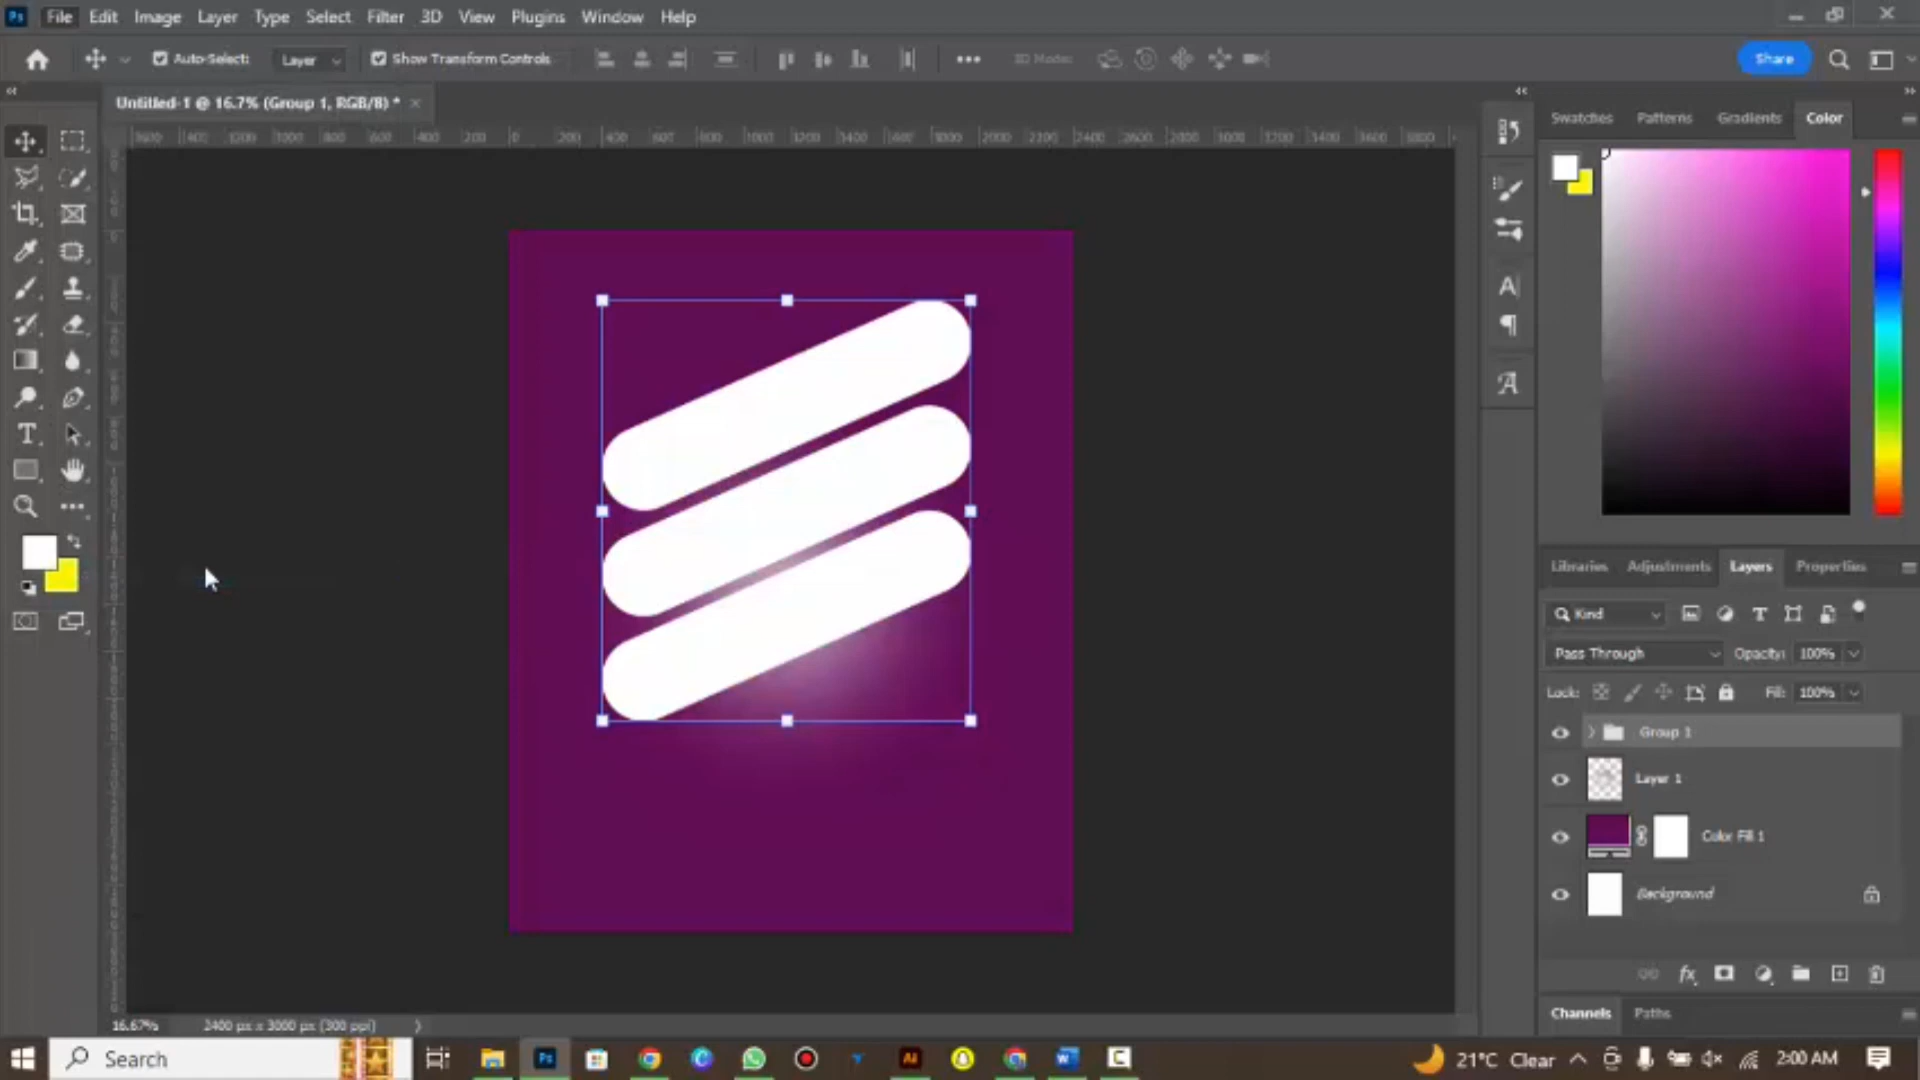 Ps File Edit Image Layer Type Select Filter 3D View Plugins Window Help
Auto-Select: Layer Show Transform Controls 3D Mode: Share
Untitled-1 @ 16.7% (Group 1, RGB/8) * ×
Swatches Patterns Gradients Color
Libraries Adjustments Layers Properties
Kind
Pass Through Opacity: 100%
Lock: Fill: 100%
Group 1
Layer 1
Color Fill 1
Background
fx
Channels Paths
16.67% 2400 px x 3000 px (300 ppi)
Search 21°C Clear 2:00 AM